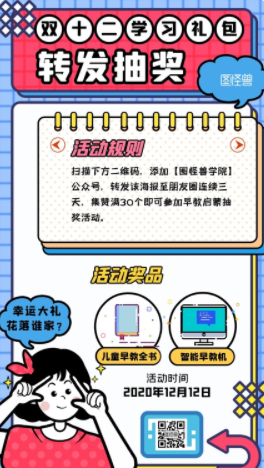 双十二学习礼包
转发抽奖
图怪兽
活动规则
扫描下方二维码，添加【图怪兽学院】
公众号，转发该海报至朋友圈连续三
天，集赞满30个即可参加早教启蒙抽
奖活动。
活动奖品
幸运大礼
花落谁家？
儿童早教全书
智能早教机
活动时间
2020年12月12日